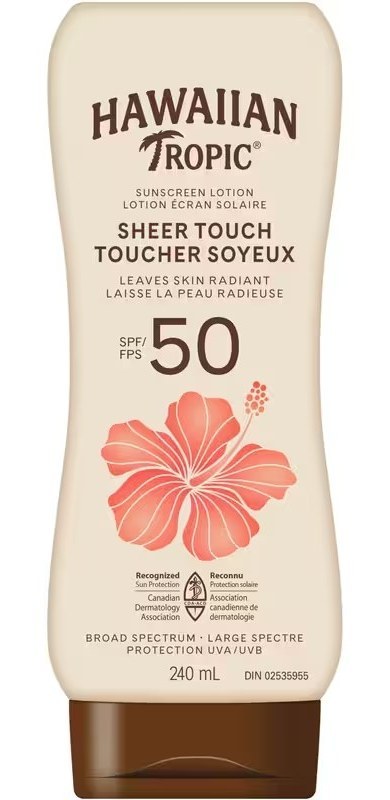 HAWAIIAN
TROPIC®
SUNSCREEN LOTION
LOTION ÉCRAN SOLAIRE
SHEER TOUCH
TOUCHER SOYEUX
LEAVES SKIN RADIANT
LAISSE LA PEAU RADIEUSE
SPF/
FPS 50
Recognized
Sun Protection
Canadian
Dermatology
Association
CDA-ACD
Reconnu
Protection solaire
Association
canadienne de
dermatologie
BROAD SPECTRUM · LARGE SPECTRE
PROTECTION UVA/UVB
240 mL
DIN 02535955